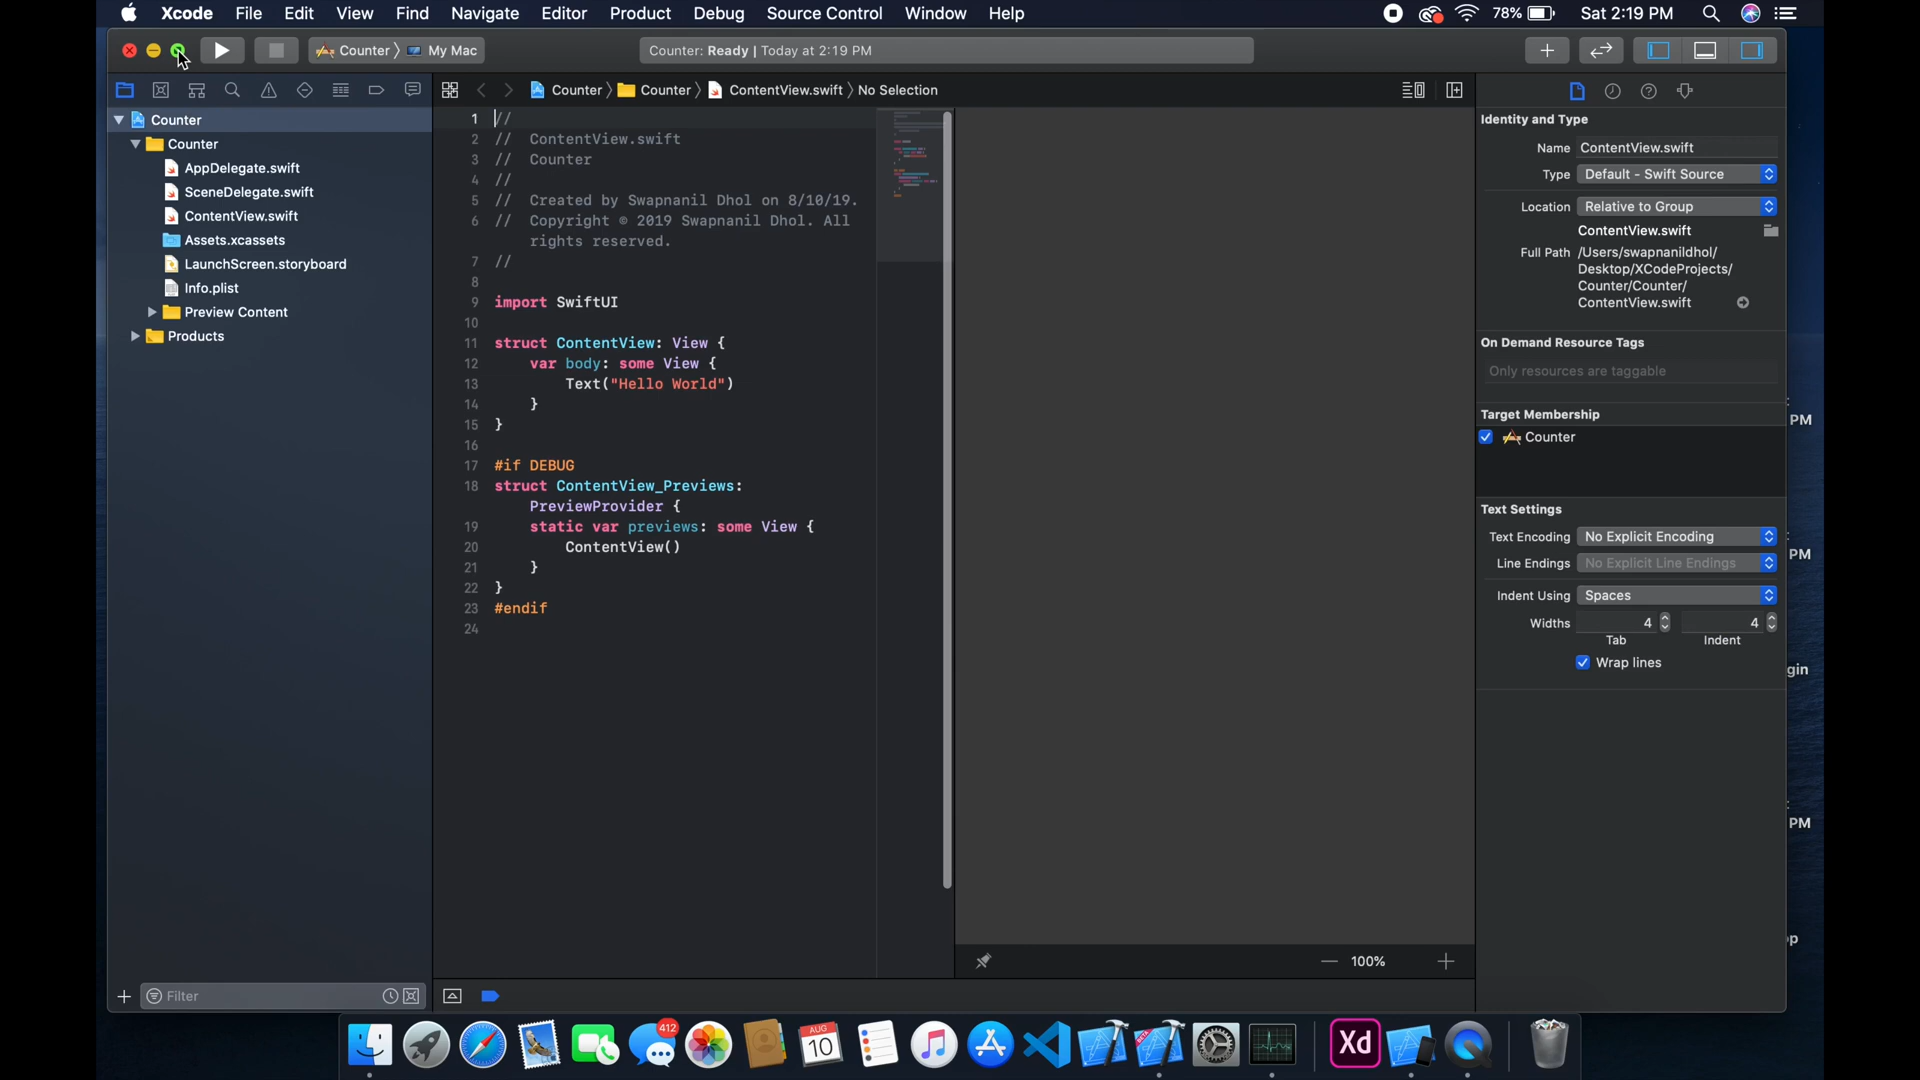 Xcode File Edit View Find Navigate Editor Product Debug Source Control Window Help 78% Sat 2:19 PM
Counter 〉 My Mac
Counter: Ready | Today at 2:19 PM
Counter 〉 Counter 〉 ContentView.swift 〉 No Selection
Counter
Counter
AppDelegate.swift
SceneDelegate.swift
ContentView.swift
Assets.xcassets
LaunchScreen.storyboard
Info.plist
Preview Content
Products
Filter
1 //
2 // ContentView.swift
3 // Counter
4 //
5 // Created by Swapnanil Dhol on 8/10/19.
6 // Copyright © 2019 Swapnanil Dhol. All
rights reserved.
7 //
8
9 import SwiftUI
10
11 struct ContentView: View {
12 var body: some View {
13 Text("Hello World")
14 }
15 }
16
17 #if DEBUG
18 struct ContentView_Previews:
PreviewProvider {
19 static var previews: some View {
20 ContentView()
21 }
22 }
23 #endif
24
100%
Identity and Type
Name ContentView.swift
Type Default - Swift Source
Location Relative to Group
ContentView.swift
Full Path /Users/swapnanildhol/
Desktop/XCodeProjects/
Counter/Counter/
ContentView.swift
On Demand Resource Tags
Only resources are taggable
Target Membership
Counter
Text Settings
Text Encoding No Explicit Encoding
Line Endings No Explicit Line Endings
Indent Using Spaces
Widths 4 4
Tab Indent
Wrap lines
PM
PM
gin
PM
op
412
AUG
10
Xd